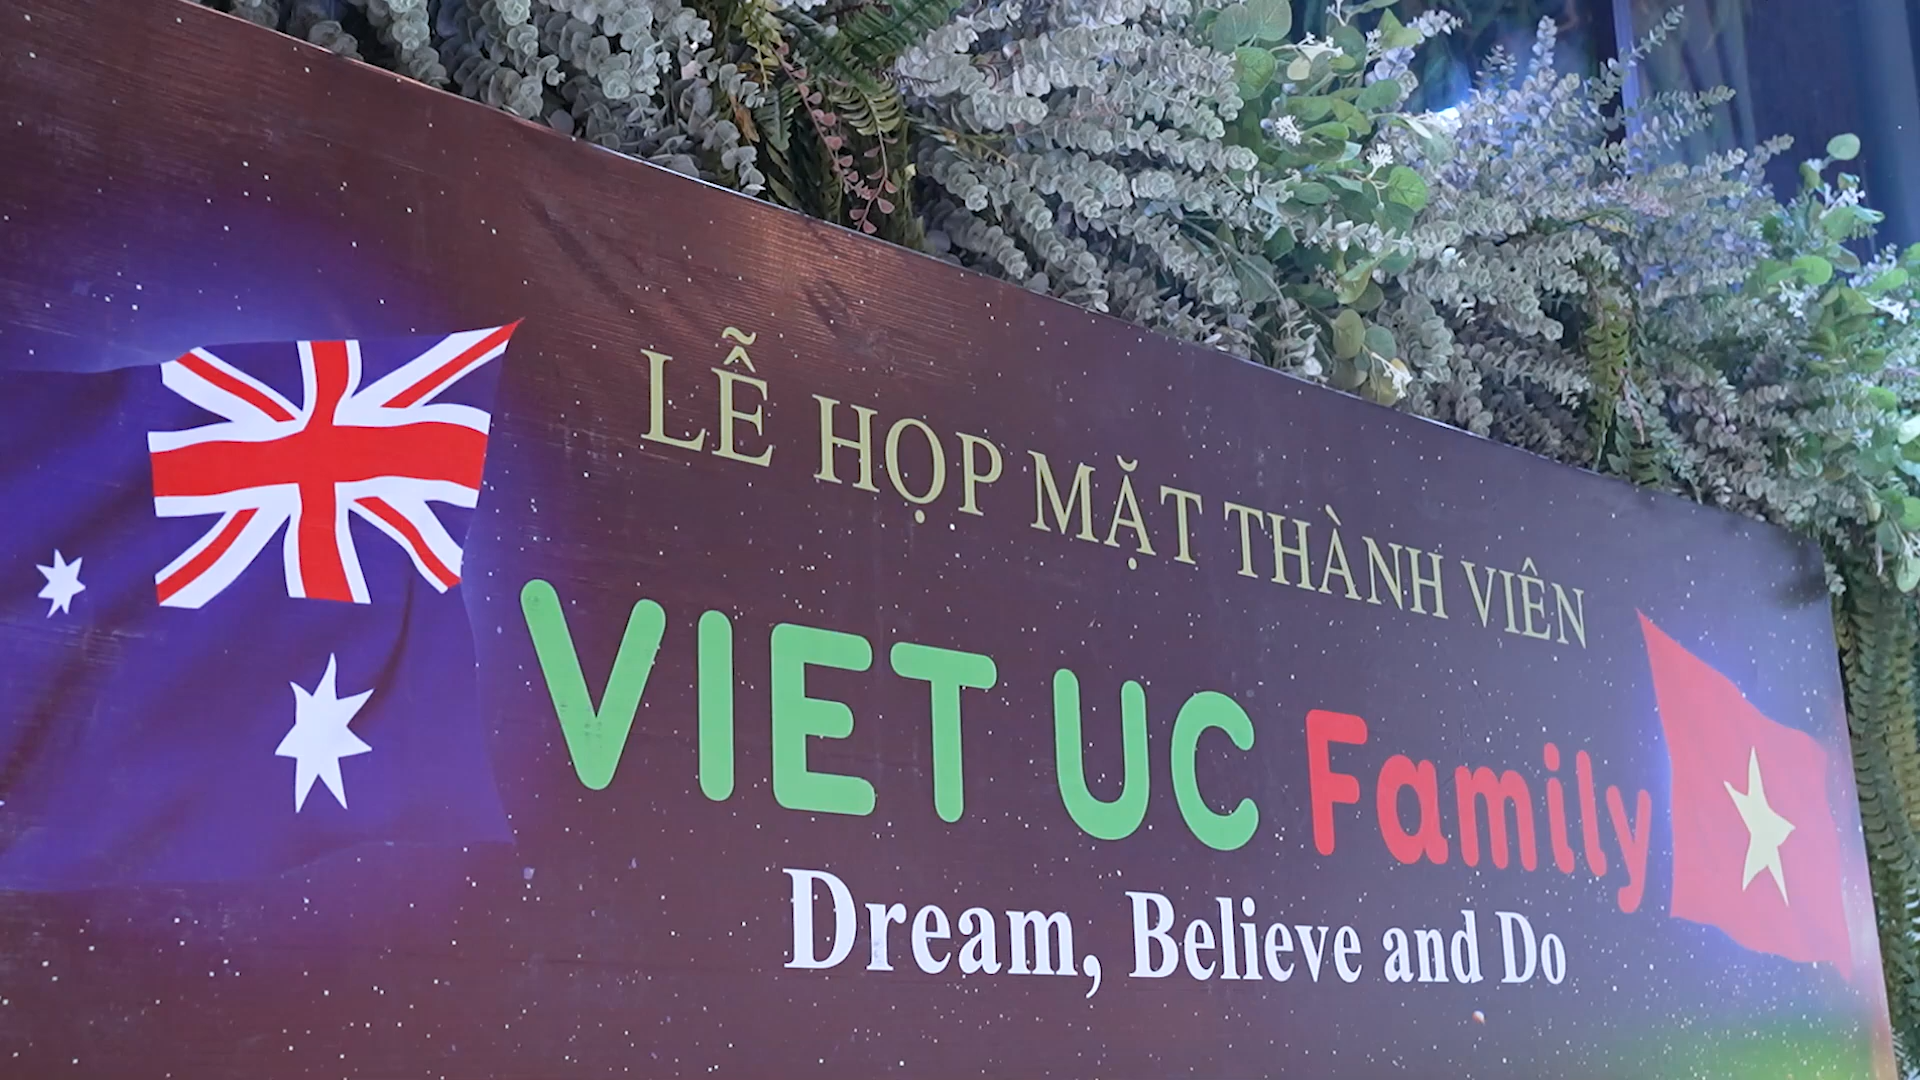 LỄ HỌP MẶT THÀNH VIÊN
VIET UC Family
Dream, Believe and Do